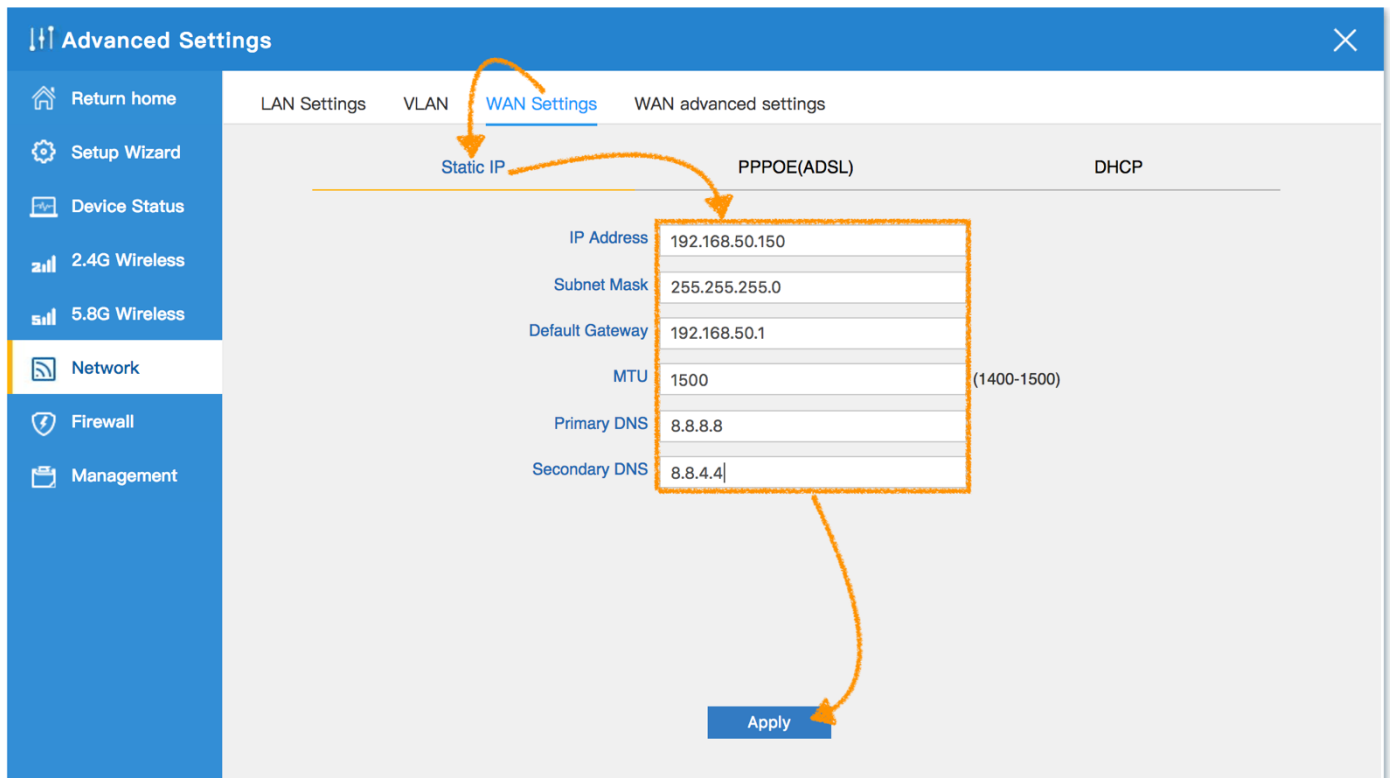 Advanced Settings
Return home
Setup Wizard
Device Status
2.4G Wireless
5.8G Wireless
Network
Firewall
Management
LAN Settings VLAN WAN Settings WAN advanced settings
Static IP PPPOE(ADSL) DHCP
IP Address 192.168.50.150
Subnet Mask 255.255.255.0
Default Gateway 192.168.50.1
MTU 1500 (1400-1500)
Primary DNS 8.8.8.8
Secondary DNS 8.8.4.4
Apply